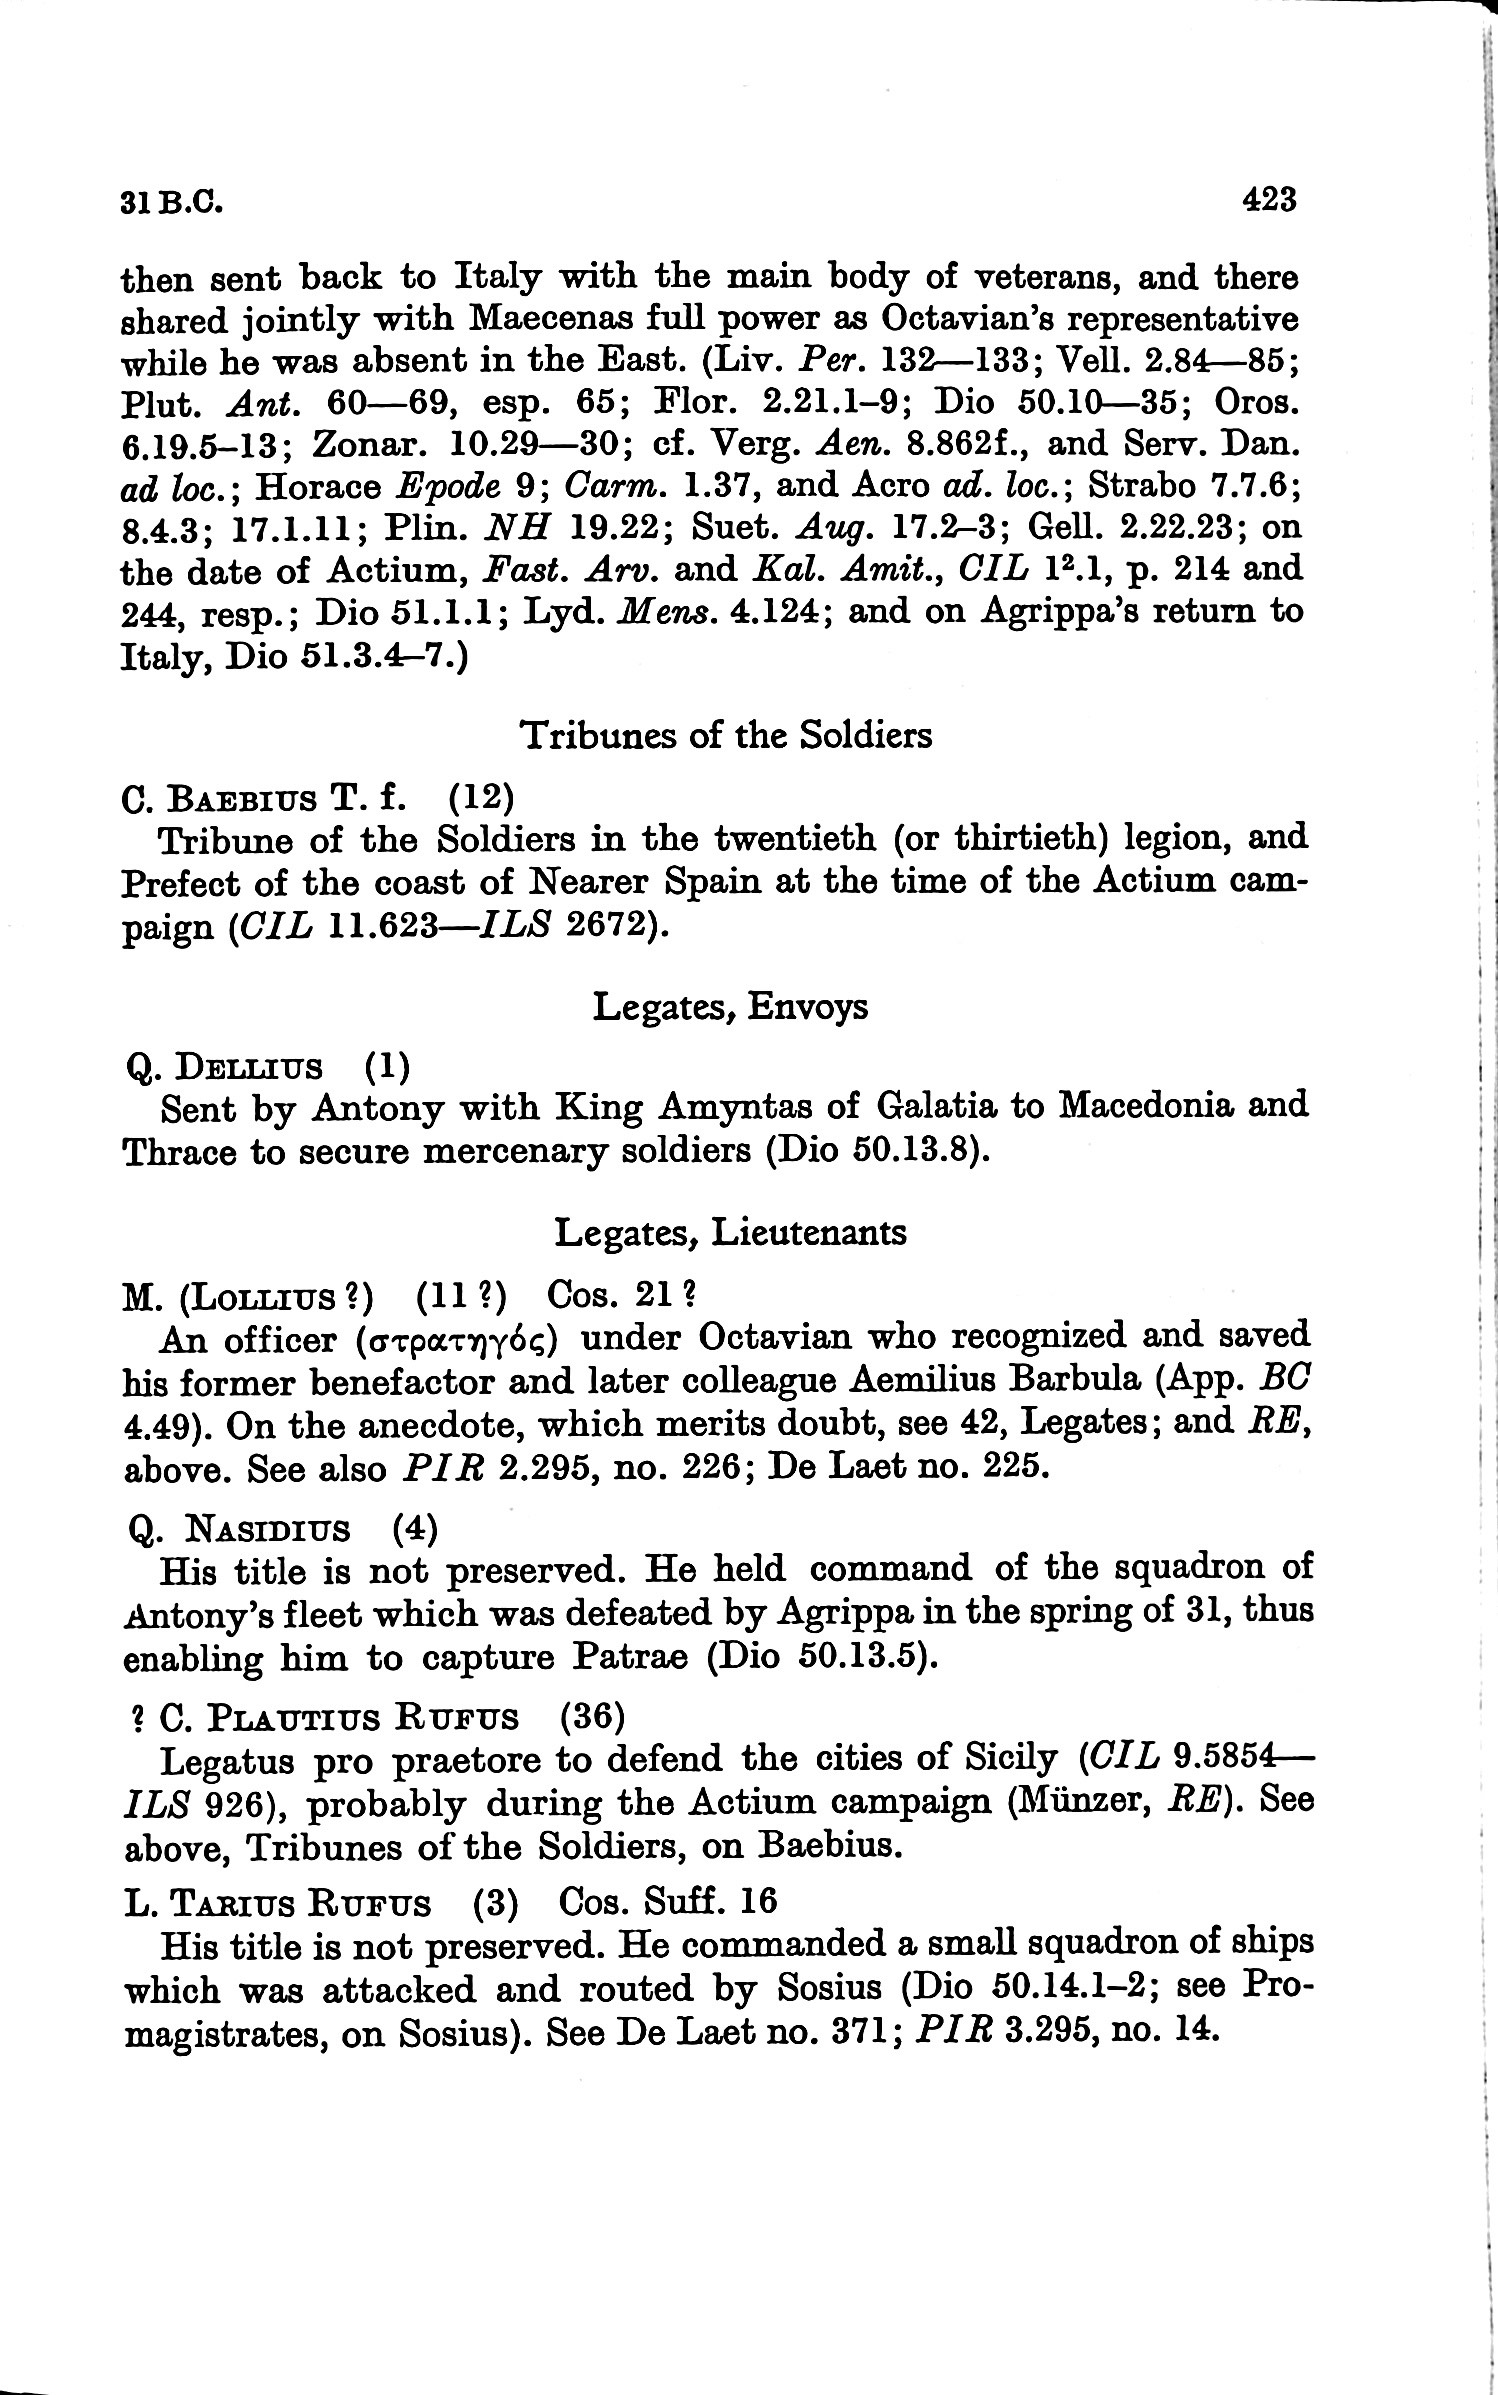 31 B.C. 423
then sent back to Italy with the main body of veterans, and there
shared jointly with Maecenas full power as Octavian's representative
while he was absent in the East. (Liv. Per. 132—133; Vell. 2.84—85;
Plut. Ant. 60—69, esp. 65; Flor. 2.21.1–9; Dio 50.10—35; Oros.
6.19.5–13; Zonar. 10.29—30; cf. Verg. Aen. 8.862f., and Serv. Dan.
ad loc.; Horace Epode 9; Carm. 1.37, and Acro ad. loc.; Strabo 7.7.6;
8.4.3; 17.1.11; Plin. NH 19.22; Suet. Aug. 17.2–3; Gell. 2.22.23; on
the date of Actium, Fast. Arv. and Kal. Amit., CIL 1².1, p. 214 and
244, resp.; Dio 51.1.1; Lyd. Mens. 4.124; and on Agrippa's return to
Italy, Dio 51.3.4–7.)
Tribunes of the Soldiers
C. BAEBIUS T. f. (12)
Tribune of the Soldiers in the twentieth (or thirtieth) legion, and
Prefect of the coast of Nearer Spain at the time of the Actium cam-
paign (CIL 11.623—ILS 2672).
Legates, Envoys
Q. DELLIUS (1)
Sent by Antony with King Amyntas of Galatia to Macedonia and
Thrace to secure mercenary soldiers (Dio 50.13.8).
Legates, Lieutenants
M. (LOLLIUS?) (11?) Cos. 21?
An officer (στρατηγός) under Octavian who recognized and saved
his former benefactor and later colleague Aemilius Barbula (App. BC
4.49). On the anecdote, which merits doubt, see 42, Legates; and RE,
above. See also PIR 2.295, no. 226; De Laet no. 225.
Q. NASIDIUS (4)
His title is not preserved. He held command of the squadron of
Antony's fleet which was defeated by Agrippa in the spring of 31, thus
enabling him to capture Patrae (Dio 50.13.5).
? C. PLAUTIUS RUFUS (36)
Legatus pro praetore to defend the cities of Sicily (CIL 9.5854—
ILS 926), probably during the Actium campaign (Münzer, RE). See
above, Tribunes of the Soldiers, on Baebius.
L. TARIUS RUFUS (3) Cos. Suff. 16
His title is not preserved. He commanded a small squadron of ships
which was attacked and routed by Sosius (Dio 50.14.1–2; see Pro-
magistrates, on Sosius). See De Laet no. 371; PIR 3.295, no. 14.